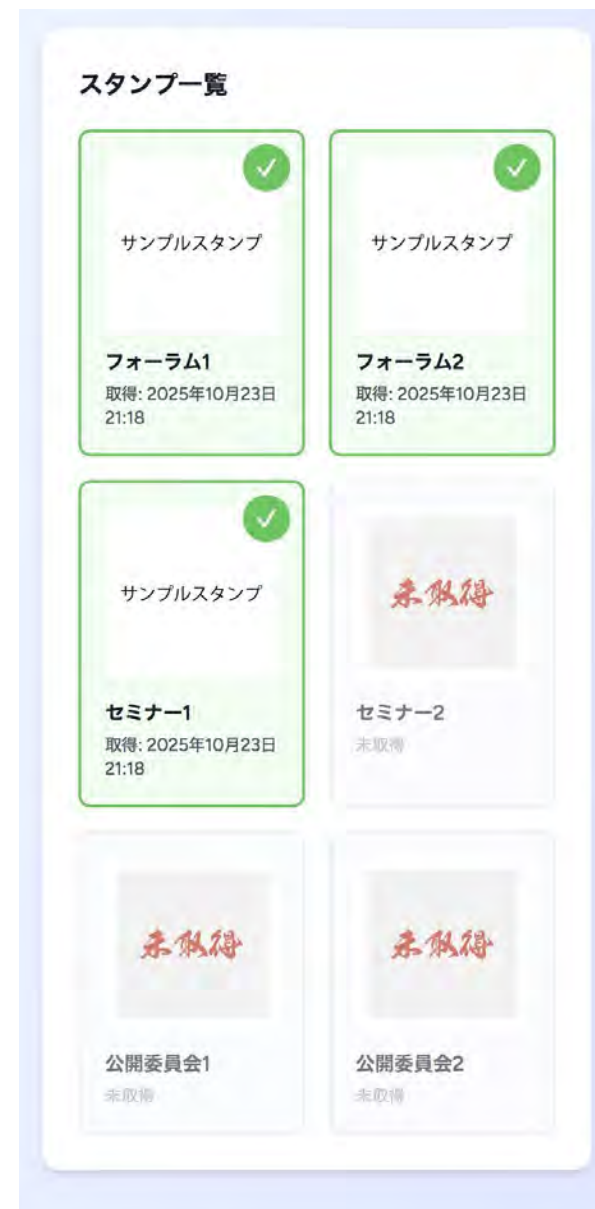 スタンプ一覧
サンプルスタンプ
フォーラム1
取得: 2025年10月23日
21:18
サンプルスタンプ
フォーラム2
取得: 2025年10月23日
21:18
サンプルスタンプ
セミナー1
取得: 2025年10月23日
21:18
未取得
セミナー2
未取得
未取得
公開委員会1
未取得
未取得
公開委員会2
未取得